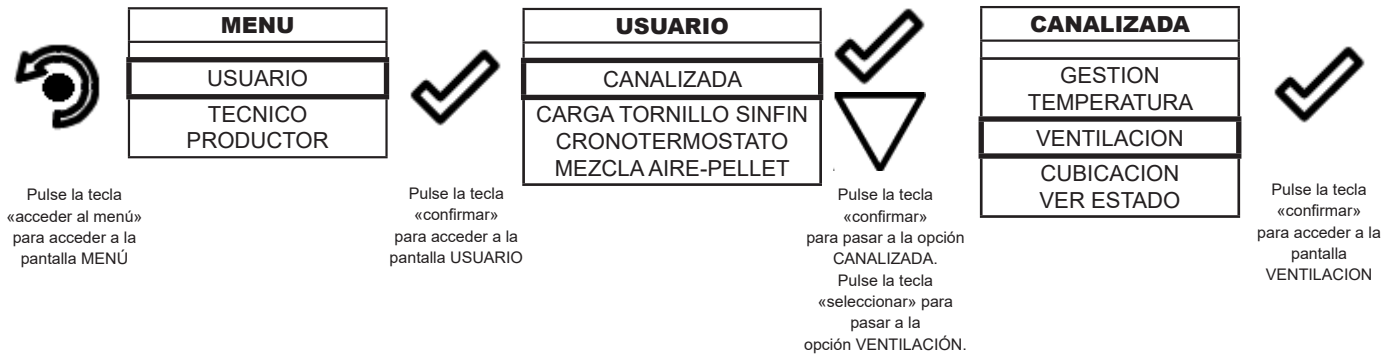 MENU
USUARIO
TECNICO
PRODUCTOR
Pulse la tecla
«acceder al menú»
para acceder a la
pantalla MENÚ
Pulse la tecla
«confirmar»
para acceder a la
pantalla USUARIO
USUARIO
CANALIZADA
CARGA TORNILLO SINFIN
CRONOTERMOSTATO
MEZCLA AIRE-PELLET
Pulse la tecla
«confirmar»
para pasar a la opción
CANALIZADA.
Pulse la tecla
«seleccionar» para
pasar a la
opción VENTILACIÓN.
CANALIZADA
GESTION
TEMPERATURA
VENTILACION
CUBICACION
VER ESTADO
Pulse la tecla
«confirmar»
para acceder a la
pantalla
VENTILACION